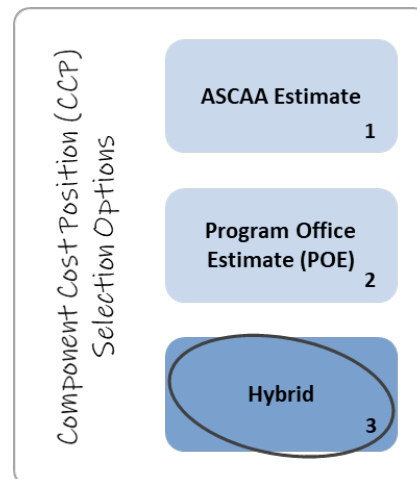 Component Cost Position (CCP)
Selection Options
ASCAA Estimate
1
Program Office
Estimate (POE)
2
Hybrid
3